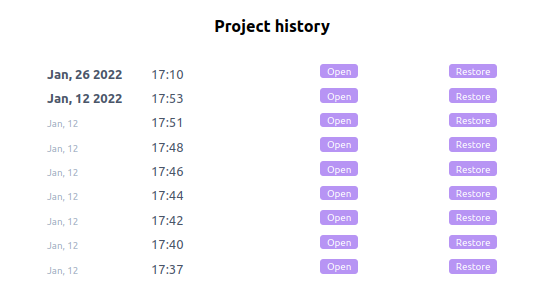 Project history
Jan, 26 2022 17:10 Open Restore
Jan, 12 2022 17:53 Open Restore
Jan, 12 17:51 Open Restore
Jan, 12 17:48 Open Restore
Jan, 12 17:46 Open Restore
Jan, 12 17:44 Open Restore
Jan, 12 17:42 Open Restore
Jan, 12 17:40 Open Restore
Jan, 12 17:37 Open Restore